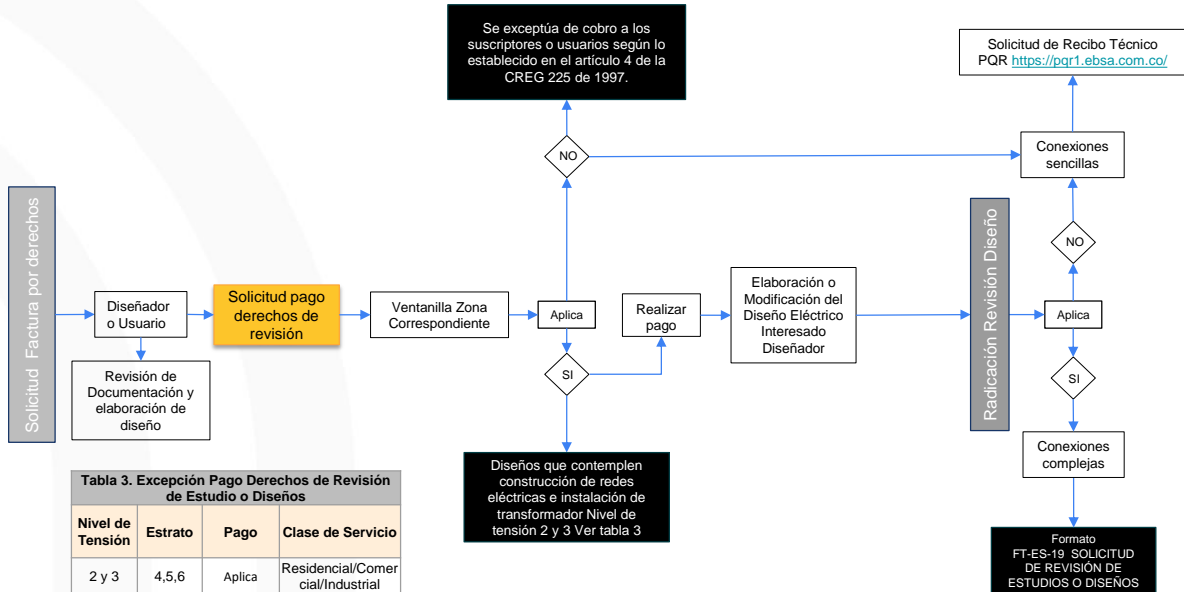 Se exceptúa de cobro a los
suscriptores o usuarios según lo
establecido en el artículo 4 de la
CREG 225 de 1997.
Solicitud de Recibo Técnico
PQR https://pqr1.ebsa.com.co/
NO
Conexiones
sencillas
Solicitud Factura por derechos
Diseñador
o Usuario
Solicitud pago
derechos de
revisión
Ventanilla Zona
Correspondiente
Aplica
Realizar
pago
Elaboración o
Modificación del
Diseño Eléctrico
Interesado
Diseñador
Radicación Revisión Diseño
NO
Aplica
Revisión de
Documentación y
elaboración de
diseño
SI
SI
Conexiones
complejas
Diseños que contemplen
construcción de redes
eléctricas e instalación de
transformador Nivel de
tensión 2 y 3 Ver tabla 3
Formato
FT-ES-19 SOLICITUD
DE REVISIÓN DE
ESTUDIOS O DISEÑOS
Tabla 3. Excepción Pago Derechos de Revisión
de Estudio o Diseños
Nivel de
Tensión
Estrato
Pago
Clase de Servicio
2 y 3
4,5,6
Aplica
Residencial/Comer
cial/Industrial